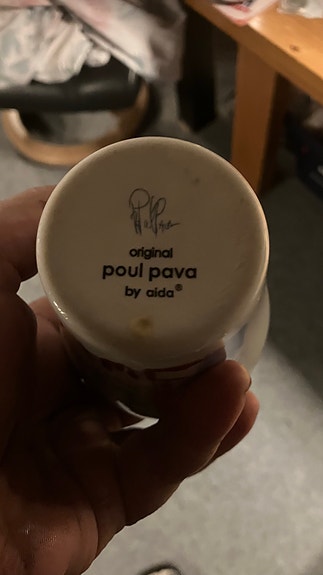 original
poul pava
by aida®